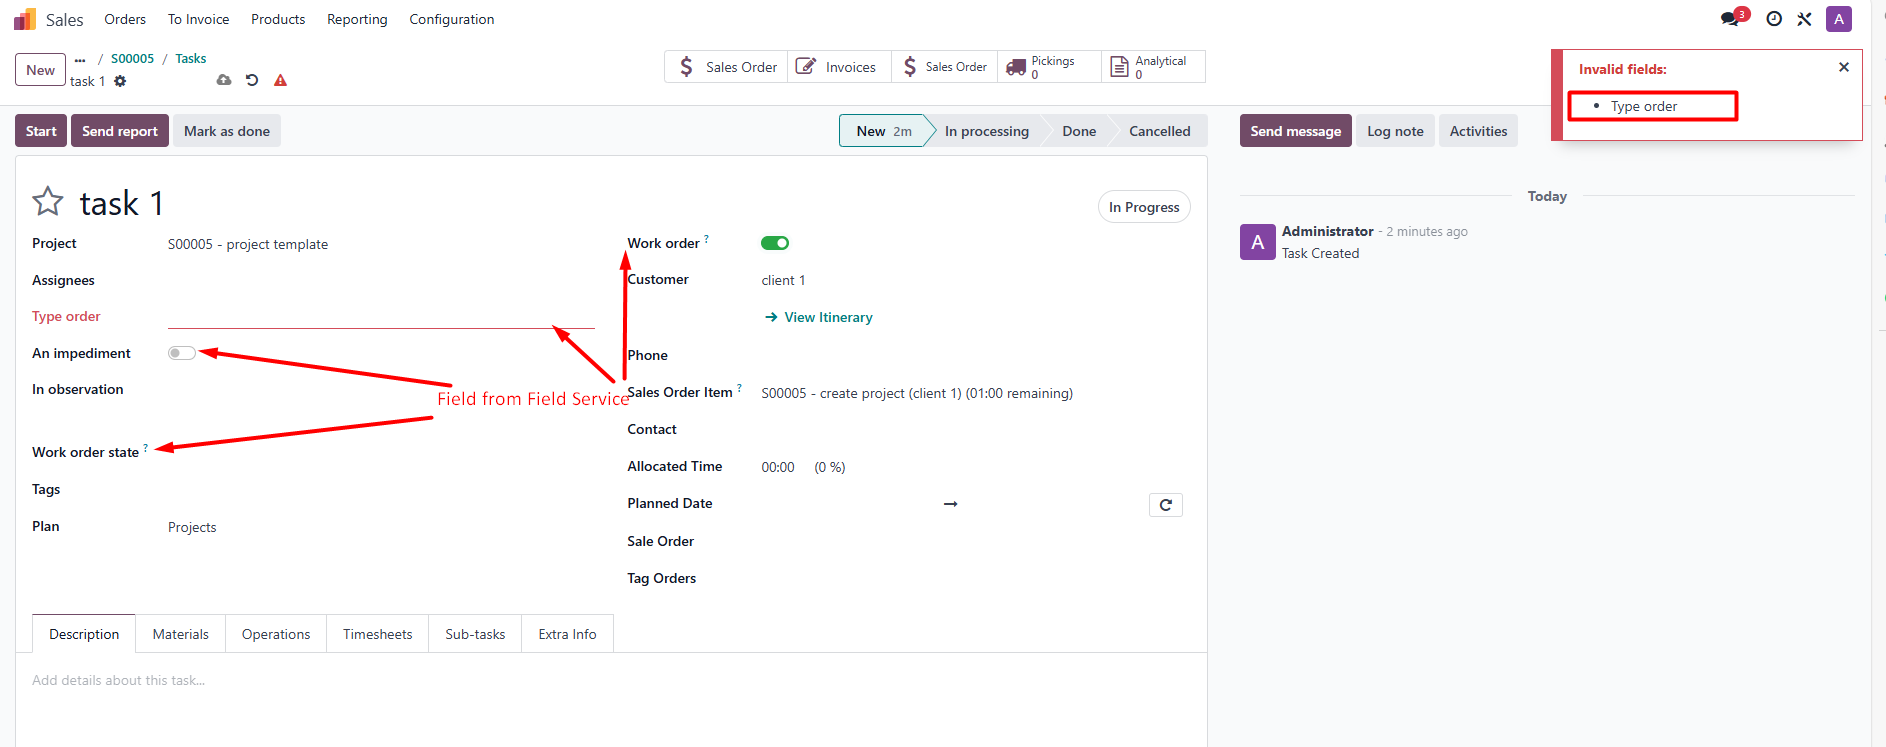 Sales Orders To Invoice Products Reporting Configuration 3 A
New ... / S00005 / Tasks
task 1
$ Sales Order Invoices $ Sales Order Pickings 0 Analytical 0
Invalid fields:
Type order
Start Send report Mark as done New 2m In processing Done Cancelled
Send message Log note Activities
task 1
In Progress
Project S00005 - project template
Assignees
Type order
An impediment
In observation
Field from Field Service
Work order state ?
Tags
Plan Projects
Work order ?
Customer client 1
View Itinerary
Phone
Sales Order Item ? S00005 - create project (client 1) (01:00 remaining)
Contact
Allocated Time 00:00 (0 %)
Planned Date
Sale Order
Tag Orders
Description Materials Operations Timesheets Sub-tasks Extra Info
Add details about this task...
Today
A
Administrator - 2 minutes ago
Task Created